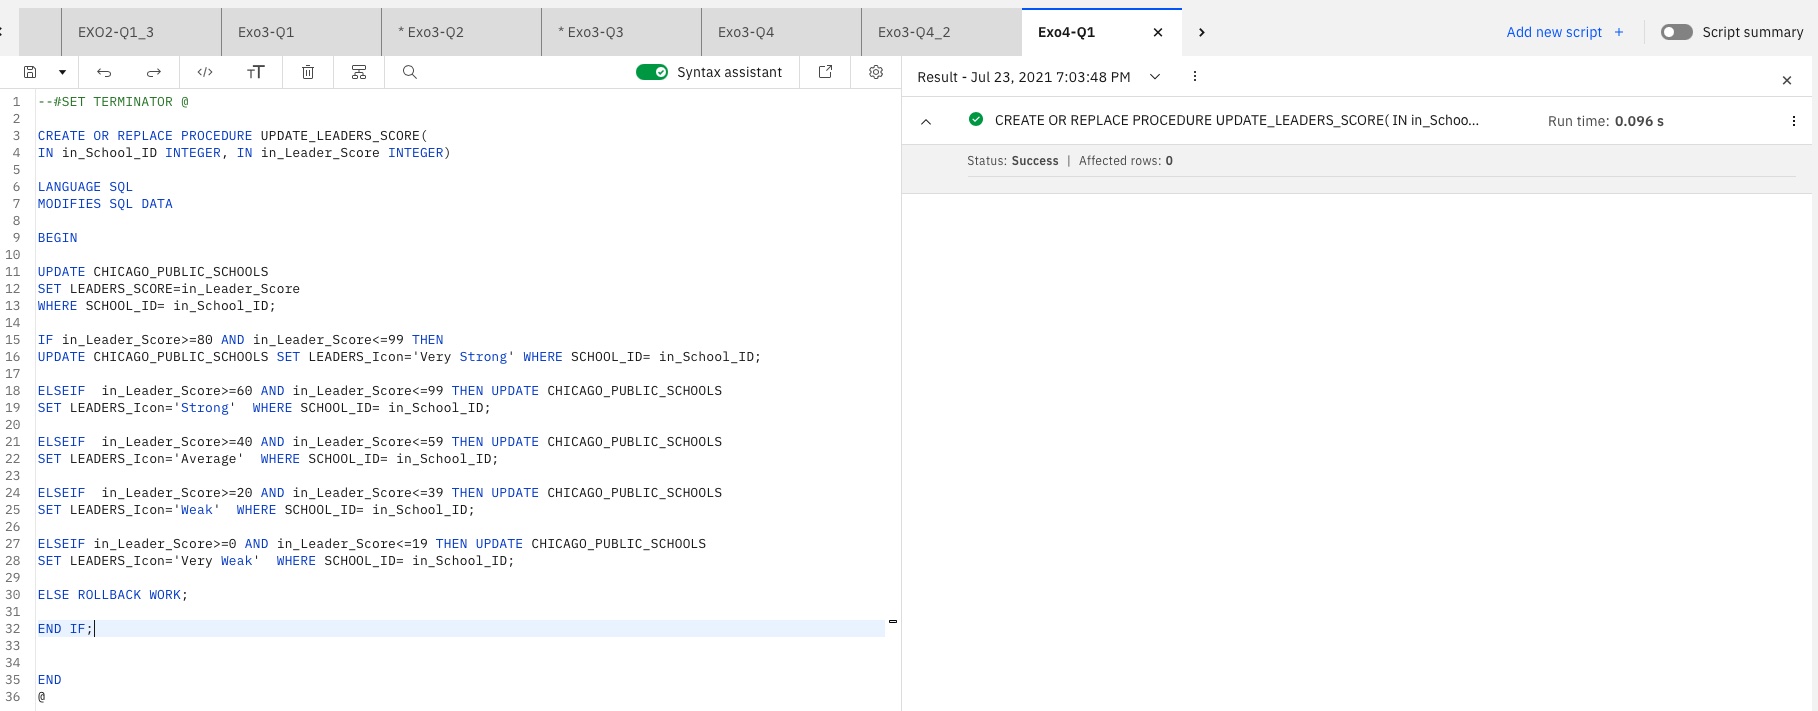 EXO2-Q1_3
Exo3-Q1
* Exo3-Q2
* Exo3-Q3
Exo3-Q4
Exo3-Q4_2
Exo4-Q1
Add new script +
Script summary
Syntax assistant
1 --#SET TERMINATOR @
2
3 CREATE OR REPLACE PROCEDURE UPDATE_LEADERS_SCORE(
4 IN in_School_ID INTEGER, IN in_Leader_Score INTEGER)
5
6 LANGUAGE SQL
7 MODIFIES SQL DATA
8
9 BEGIN
10
11 UPDATE CHICAGO_PUBLIC_SCHOOLS
12 SET LEADERS_SCORE=in_Leader_Score
13 WHERE SCHOOL_ID= in_School_ID;
14
15 IF in_Leader_Score>=80 AND in_Leader_Score<=99 THEN
16 UPDATE CHICAGO_PUBLIC_SCHOOLS SET LEADERS_Icon='Very Strong' WHERE SCHOOL_ID= in_School_ID;
17
18 ELSEIF  in_Leader_Score>=60 AND in_Leader_Score<=99 THEN UPDATE CHICAGO_PUBLIC_SCHOOLS
19 SET LEADERS_Icon='Strong'  WHERE SCHOOL_ID= in_School_ID;
20
21 ELSEIF  in_Leader_Score>=40 AND in_Leader_Score<=59 THEN UPDATE CHICAGO_PUBLIC_SCHOOLS
22 SET LEADERS_Icon='Average'  WHERE SCHOOL_ID= in_School_ID;
23
24 ELSEIF  in_Leader_Score>=20 AND in_Leader_Score<=39 THEN UPDATE CHICAGO_PUBLIC_SCHOOLS
25 SET LEADERS_Icon='Weak'  WHERE SCHOOL_ID= in_School_ID;
26
27 ELSEIF in_Leader_Score>=0 AND in_Leader_Score<=19 THEN UPDATE CHICAGO_PUBLIC_SCHOOLS
28 SET LEADERS_Icon='Very Weak'  WHERE SCHOOL_ID= in_School_ID;
29
30 ELSE ROLLBACK WORK;
31
32 END IF;
33
34
35 END
36 @
Result - Jul 23, 2021 7:03:48 PM
CREATE OR REPLACE PROCEDURE UPDATE_LEADERS_SCORE( IN in_Schoo...
Run time: 0.096 s
Status: Success | Affected rows: 0